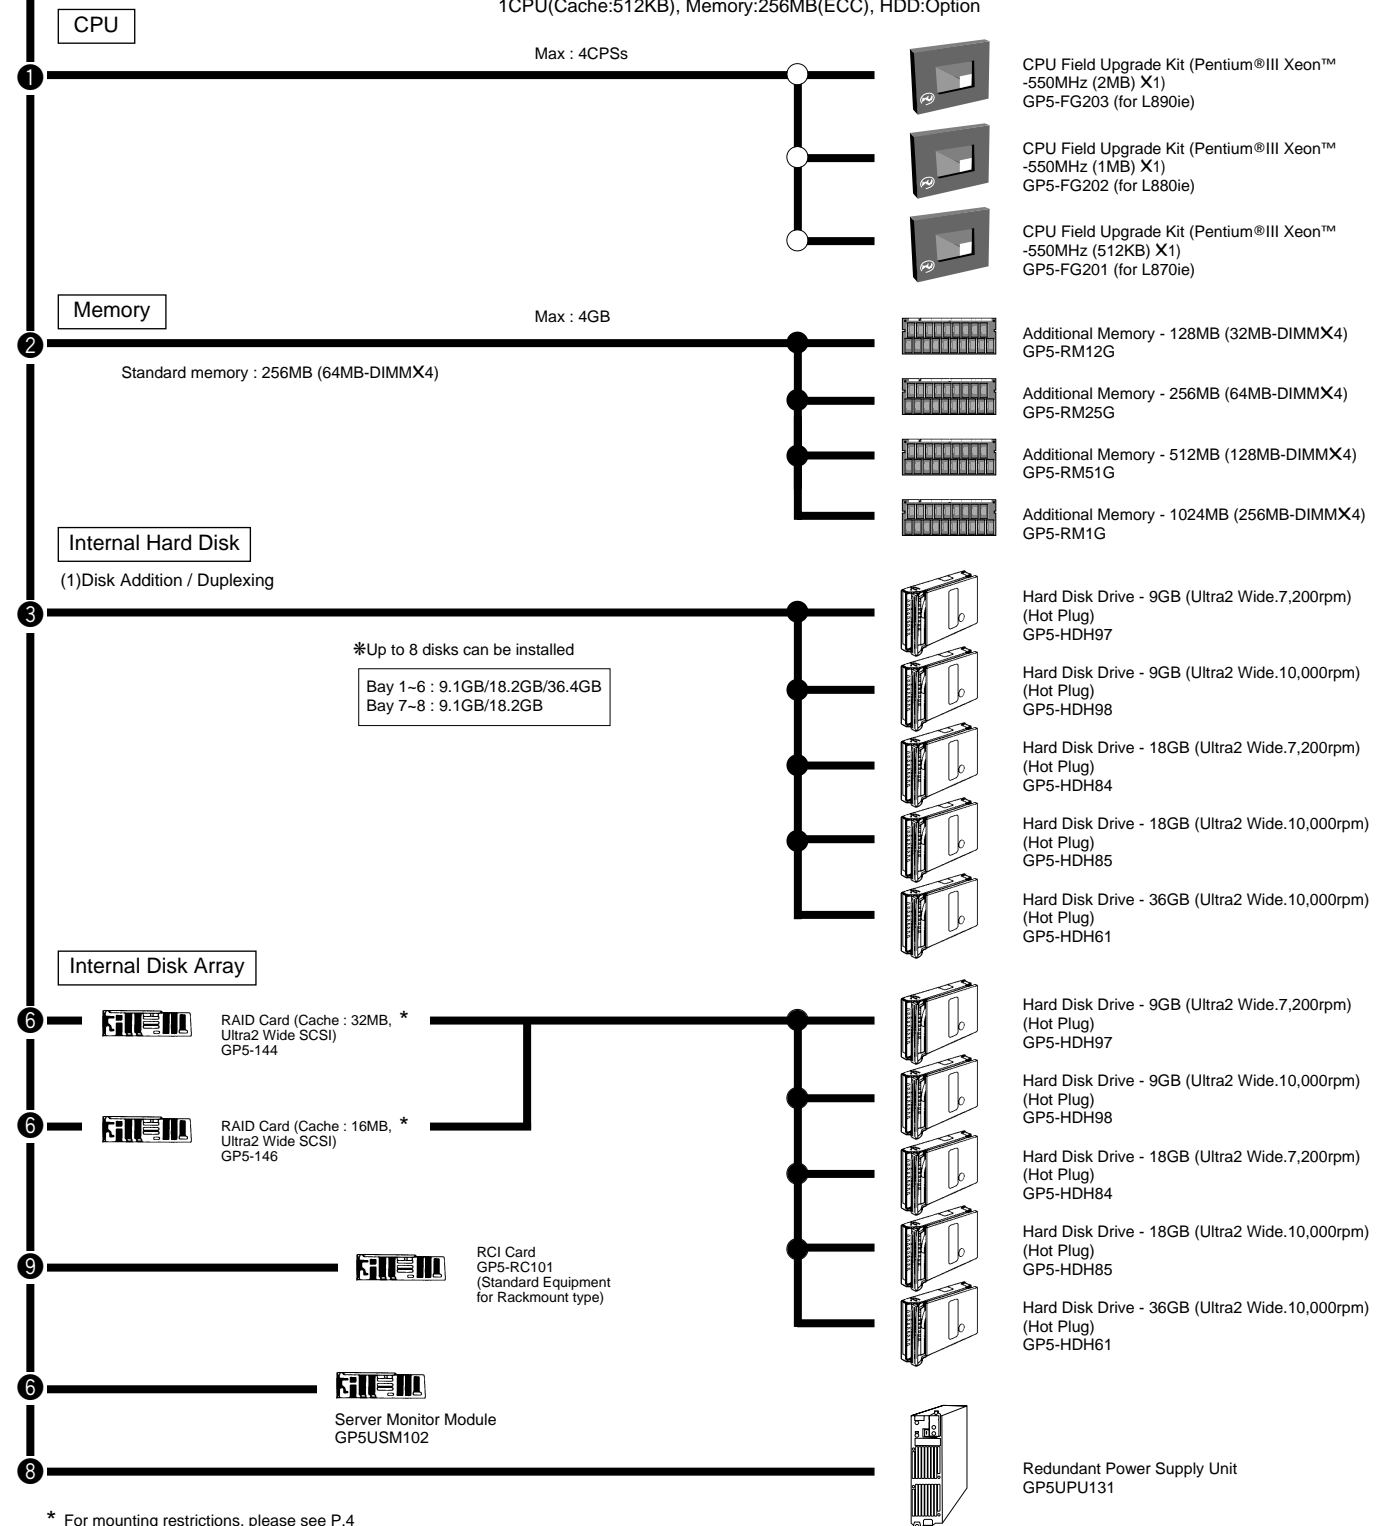 1CPU(Cache:512KB), Memory:256MB(ECC), HDD:Option
CPU
Max : 4CPSs
1
CPU Field Upgrade Kit (Pentium®III Xeon™
-550MHz (2MB) X1)
GP5-FG203 (for L890ie)
CPU Field Upgrade Kit (Pentium®III Xeon™
-550MHz (1MB) X1)
GP5-FG202 (for L880ie)
CPU Field Upgrade Kit (Pentium®III Xeon™
-550MHz (512KB) X1)
GP5-FG201 (for L870ie)
Memory
Max : 4GB
2
Standard memory : 256MB (64MB-DIMMX4)
Additional Memory - 128MB (32MB-DIMMX4)
GP5-RM12G
Additional Memory - 256MB (64MB-DIMMX4)
GP5-RM25G
Additional Memory - 512MB (128MB-DIMMX4)
GP5-RM51G
Additional Memory - 1024MB (256MB-DIMMX4)
GP5-RM1G
Internal Hard Disk
(1)Disk Addition / Duplexing
3
❋Up to 8 disks can be installed
Bay 1~6 : 9.1GB/18.2GB/36.4GB
Bay 7~8 : 9.1GB/18.2GB
Hard Disk Drive - 9GB (Ultra2 Wide.7,200rpm)
(Hot Plug)
GP5-HDH97
Hard Disk Drive - 9GB (Ultra2 Wide.10,000rpm)
(Hot Plug)
GP5-HDH98
Hard Disk Drive - 18GB (Ultra2 Wide.7,200rpm)
(Hot Plug)
GP5-HDH84
Hard Disk Drive - 18GB (Ultra2 Wide.10,000rpm)
(Hot Plug)
GP5-HDH85
Hard Disk Drive - 36GB (Ultra2 Wide.10,000rpm)
(Hot Plug)
GP5-HDH61
Internal Disk Array
6
RAID Card (Cache : 32MB, *
Ultra2 Wide SCSI)
GP5-144
6
RAID Card (Cache : 16MB, *
Ultra2 Wide SCSI)
GP5-146
Hard Disk Drive - 9GB (Ultra2 Wide.7,200rpm)
(Hot Plug)
GP5-HDH97
Hard Disk Drive - 9GB (Ultra2 Wide.10,000rpm)
(Hot Plug)
GP5-HDH98
Hard Disk Drive - 18GB (Ultra2 Wide.7,200rpm)
(Hot Plug)
GP5-HDH84
Hard Disk Drive - 18GB (Ultra2 Wide.10,000rpm)
(Hot Plug)
GP5-HDH85
Hard Disk Drive - 36GB (Ultra2 Wide.10,000rpm)
(Hot Plug)
GP5-HDH61
9
RCI Card
GP5-RC101
(Standard Equipment
for Rackmount type)
6
Server Monitor Module
GP5USM102
8
Redundant Power Supply Unit
GP5UPU131
* For mounting restrictions, please see P.4